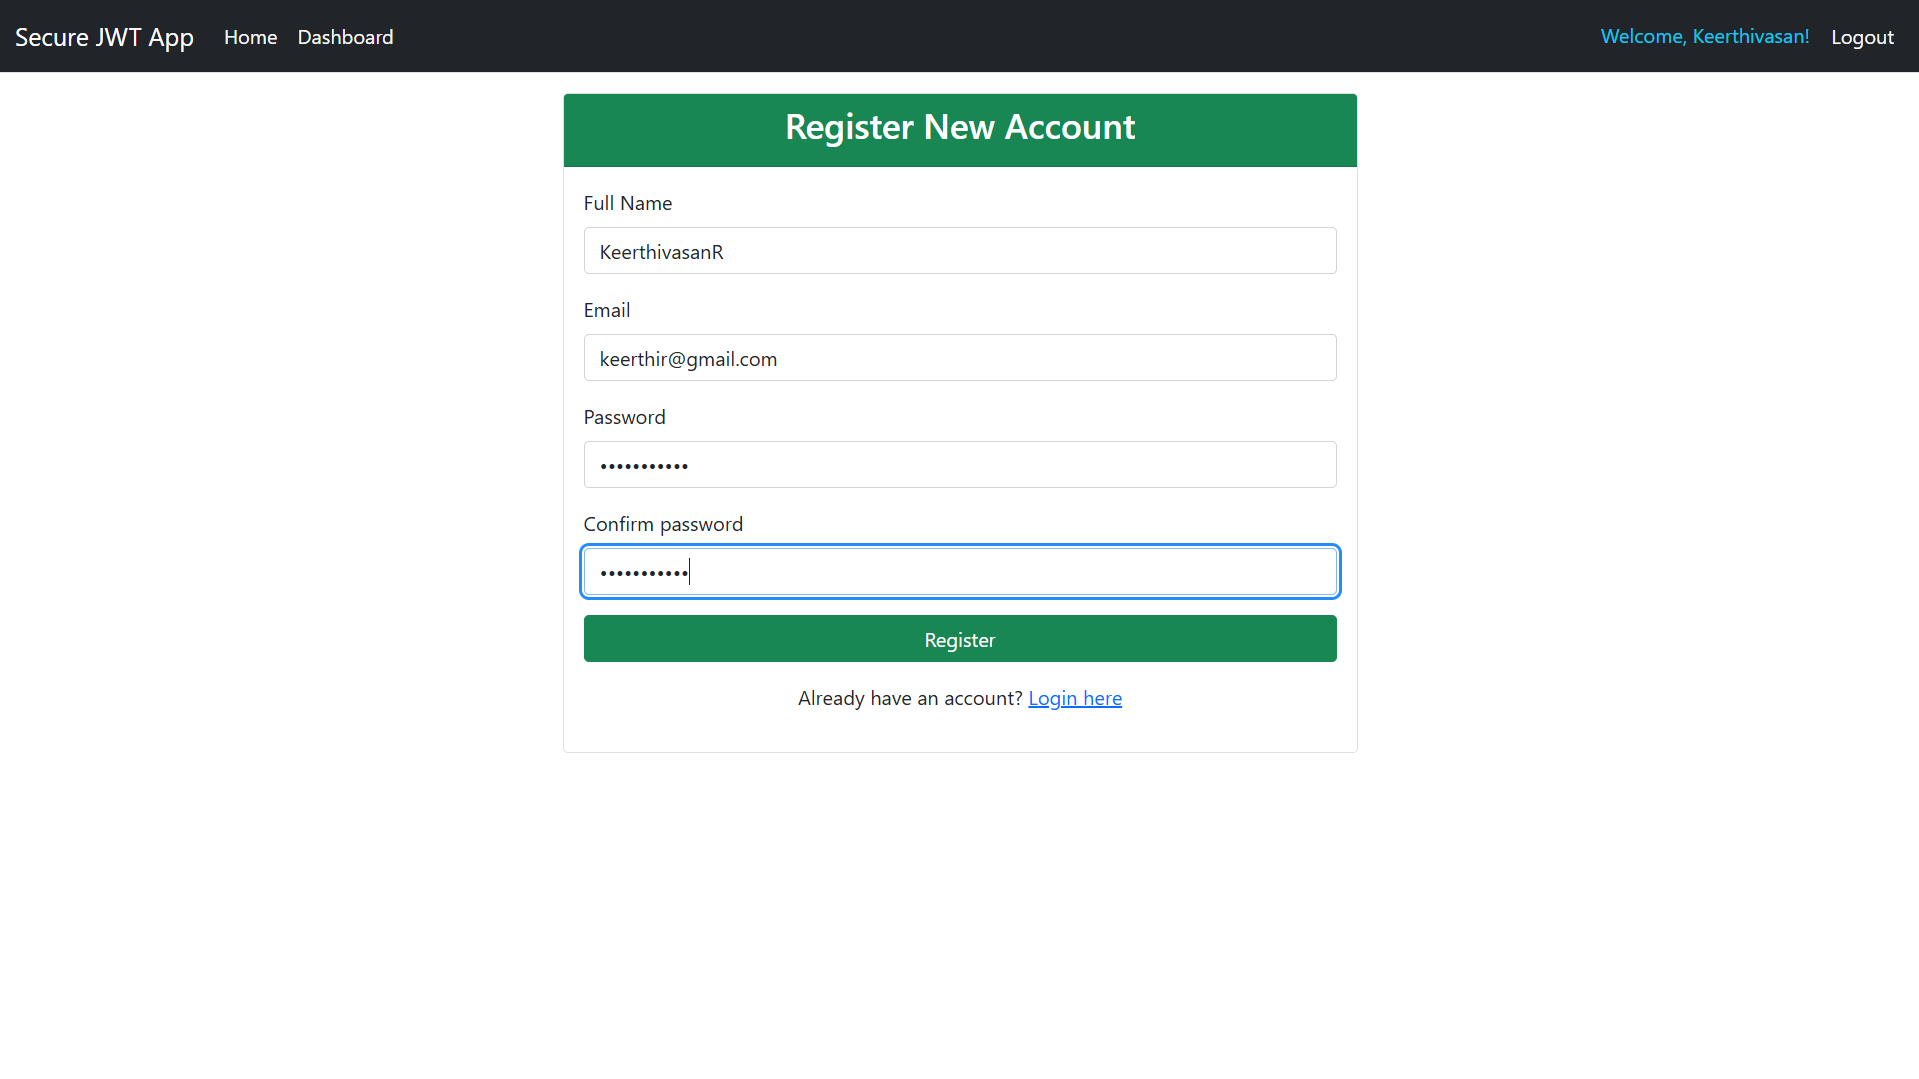 Secure JWT App Home Dashboard Welcome, Keerthivasan! Logout
Register New Account
Full Name
KeerthivasanR
Email
keerthir@gmail.com
Password
•••••••••••
Confirm password
•••••••••••
Register
Already have an account? Login here